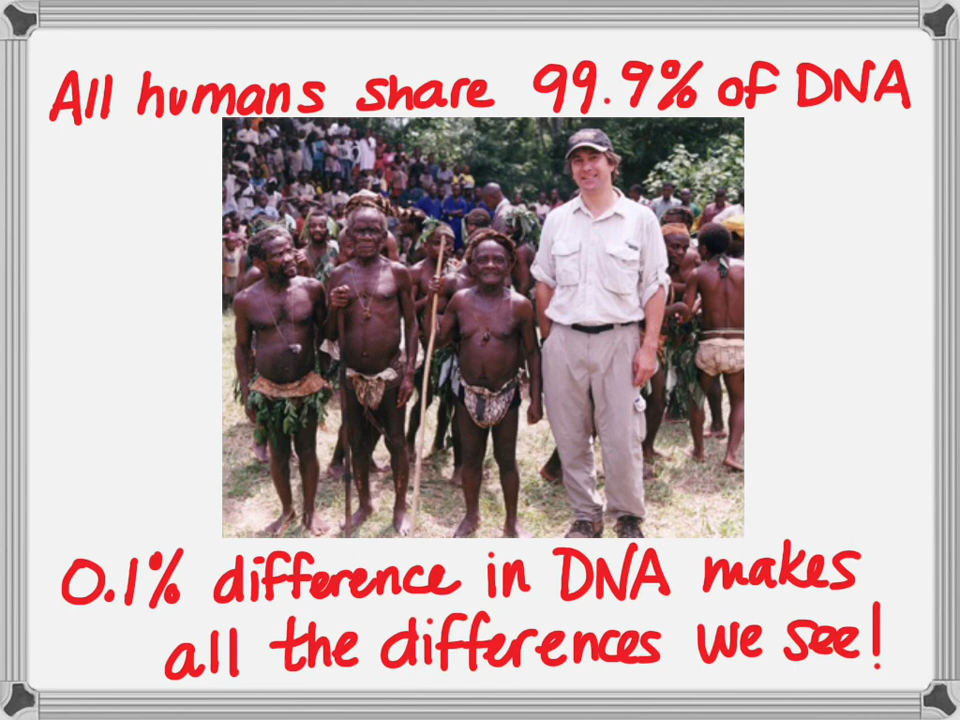 All humans share 99.9% of DNA
0.1% difference in DNA makes
all the differences we see!